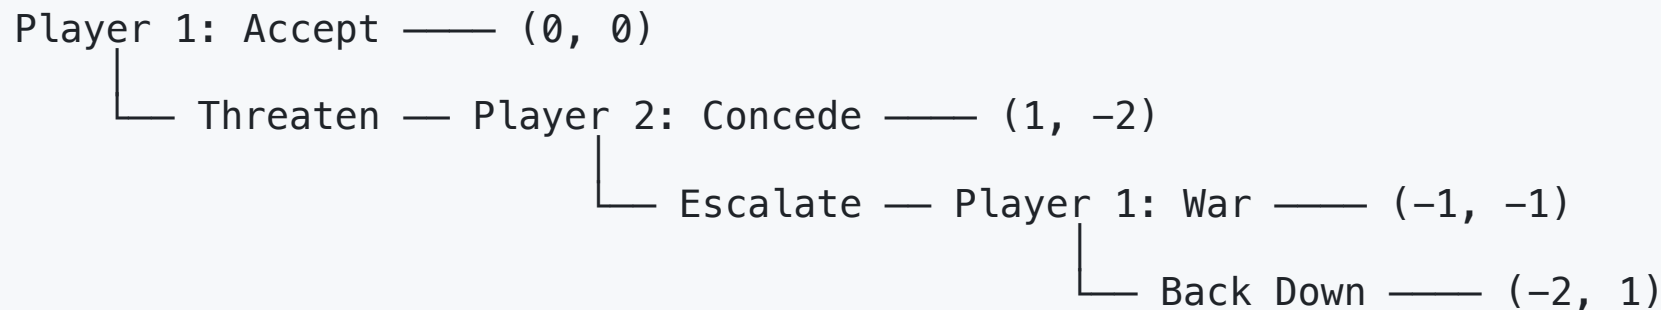 Player 1: Accept ──── (0, 0)
Threaten ── Player 2: Concede ──── (1, −2)
Escalate ── Player 1: War ──── (−1, −1)
Back Down ──── (−2, 1)